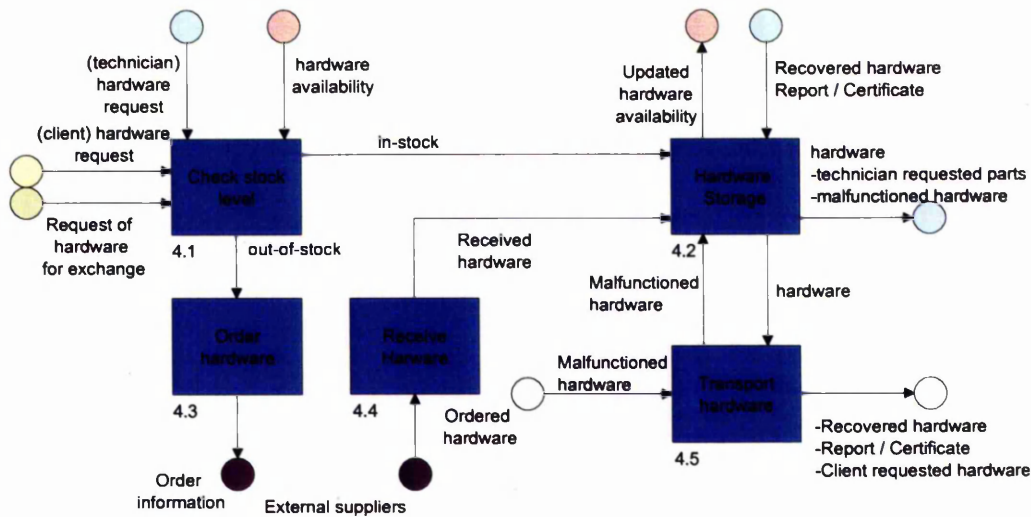 (technician)
hardware
request
hardware
availability
(client) hardware
request
Request of
hardware
for exchange
Check stock
level
4.1
in-stock
out-of-stock
Updated
hardware
availability
Recovered hardware
Report / Certificate
Hardware
Storage
4.2
hardware
-technician requested parts
-malfunctioned hardware
Received
hardware
Malfunctioned
hardware
hardware
Order
hardware
4.3
Receive
Harware
4.4
Malfunctioned
hardware
Transport
hardware
4.5
Ordered
hardware
-Recovered hardware
-Report / Certificate
-Client requested hardware
Order
information
External suppliers